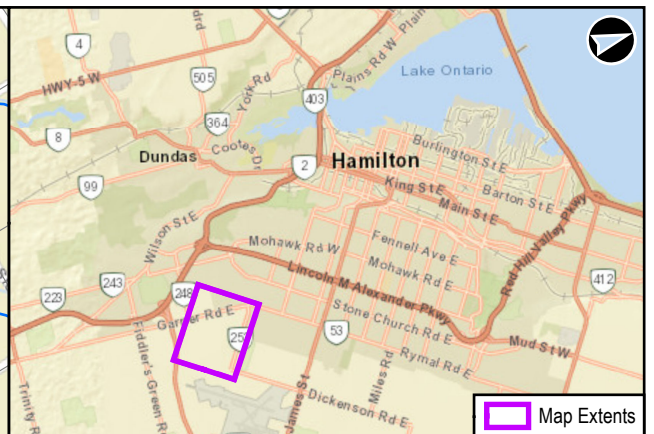 4
rd
HWY-5 W
505
York Rd
Plains Rd W
Plain
Lake Ontario
403
364
8
Dundas
Cootes Dr
2
Hamilton
Burlington St E
99
King St E
Barton St E
Main St E
Wilson St E
Mohawk Rd W
Fennell Ave E
Mohawk Rd E
Lincoln M Alexander Pkwy
Red Hill Valley Pkwy
412
243
248
223
Garner Rd E
Stone Church Rd E
53
Mud St W
Rymal Rd E
Fiddler's Green R
Trinity R
James St
Miles Rd
Dickenson Rd E
Map Extents